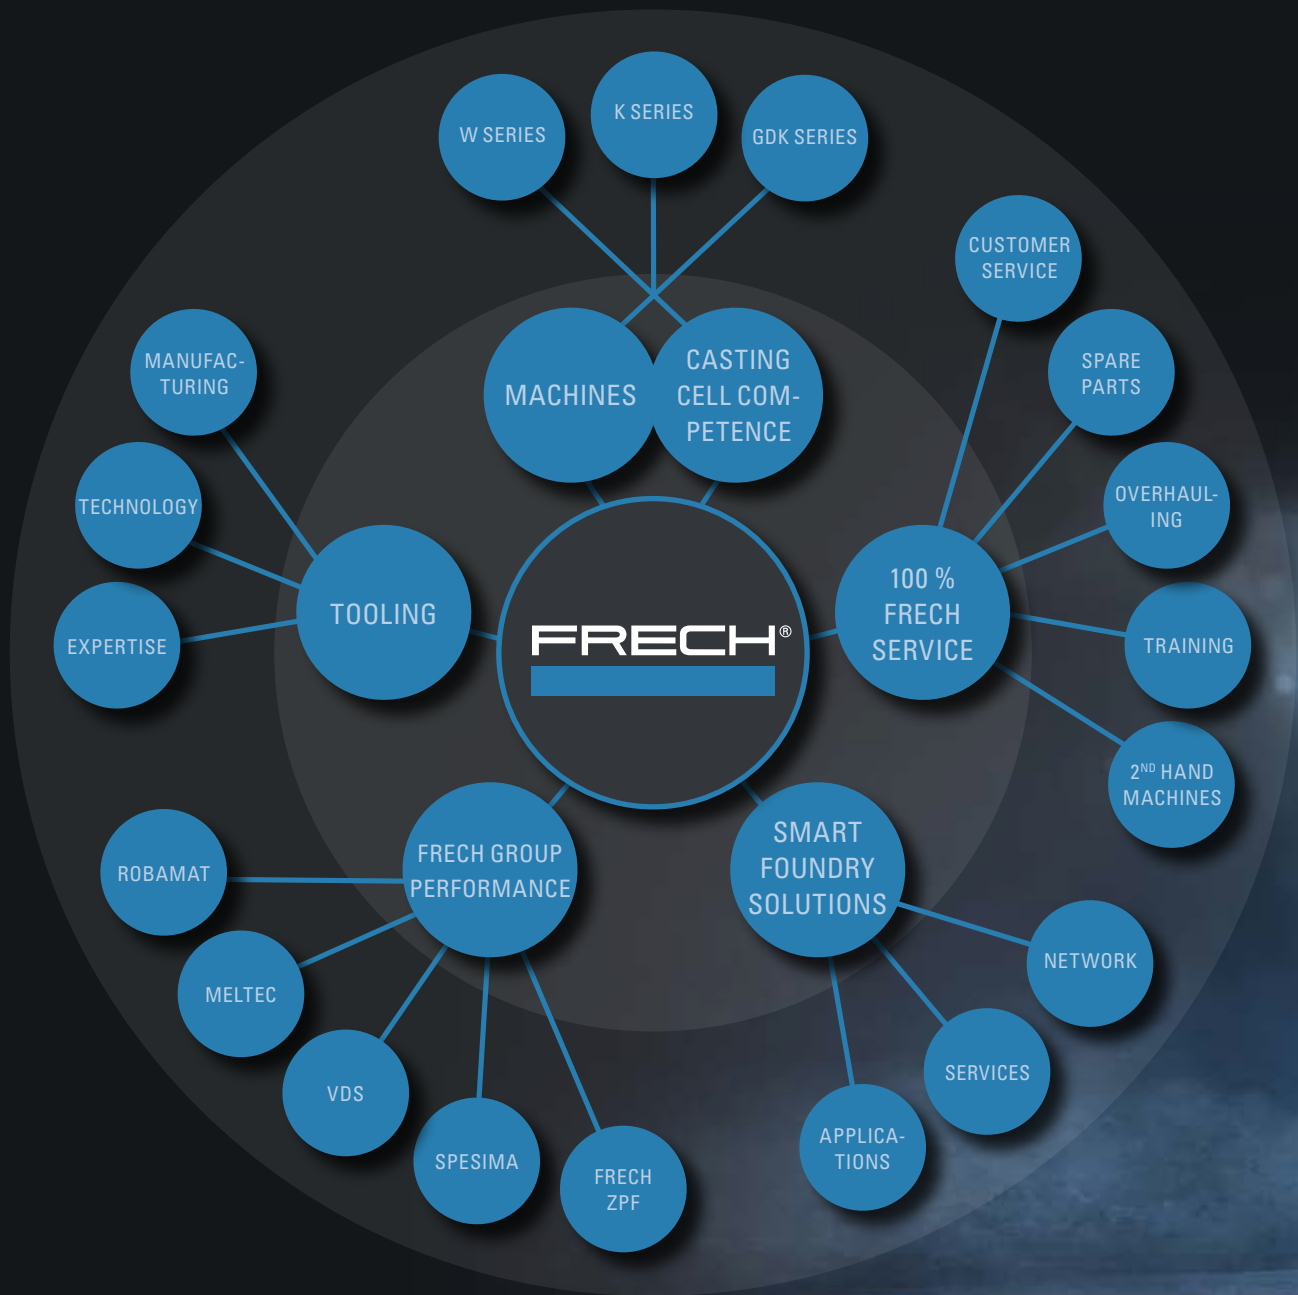 W SERIES
K SERIES
GDK SERIES
CUSTOMER
SERVICE
MANUFAC-
TURING
SPARE
PARTS
MACHINES
CASTING
CELL COM-
PETENCE
TECHNOLOGY
OVERHAUL-
ING
TOOLING
100 %
FRECH
SERVICE
EXPERTISE
FRECH®
TRAINING
2ND HAND
MACHINES
FRECH GROUP
PERFORMANCE
SMART
FOUNDRY
SOLUTIONS
ROBAMAT
MELTEC
NETWORK
VDS
SERVICES
SPESIMA
FRECH
ZPF
APPLICA-
TIONS